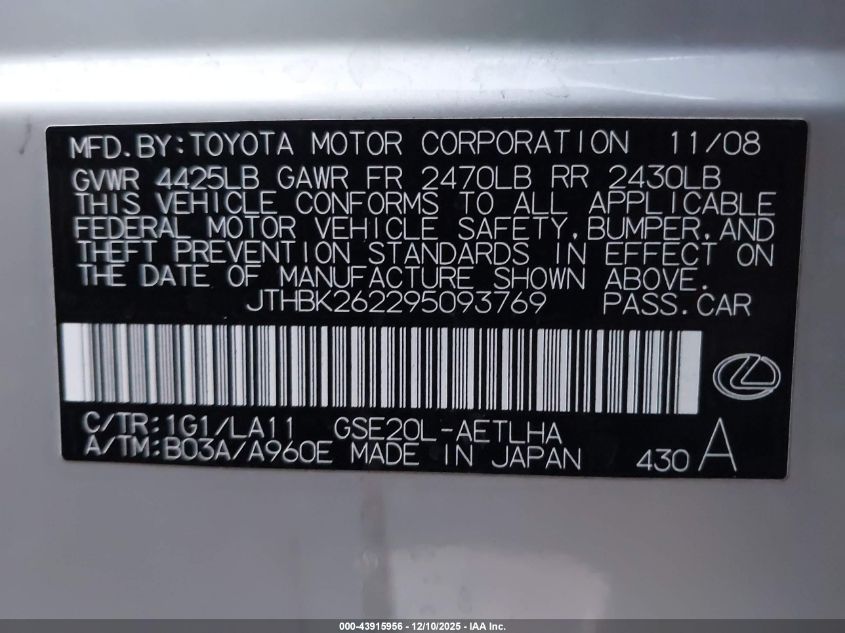 MFD.BY:TOYOTA MOTOR CORPORATION 11/08
GVWR 4425LB GAWR FR 2470LB RR 2430LB
THIS VEHICLE CONFORMS TO ALL APPLICABLE
FEDERAL MOTOR VEHICLE SAFETY,BUMPER,AND
THEFT PREVENTION STANDARDS IN EFFECT ON
THE DATE OF MANUFACTURE SHOWN ABOVE.
JTHBK262295093769 PASS.CAR
C/TR:1G1/LA11 GSE20L-AETLHA
A/TM:B03A/A960E MADE IN JAPAN 430 A
000-43915956 - 12/10/2025 - IAA Inc.